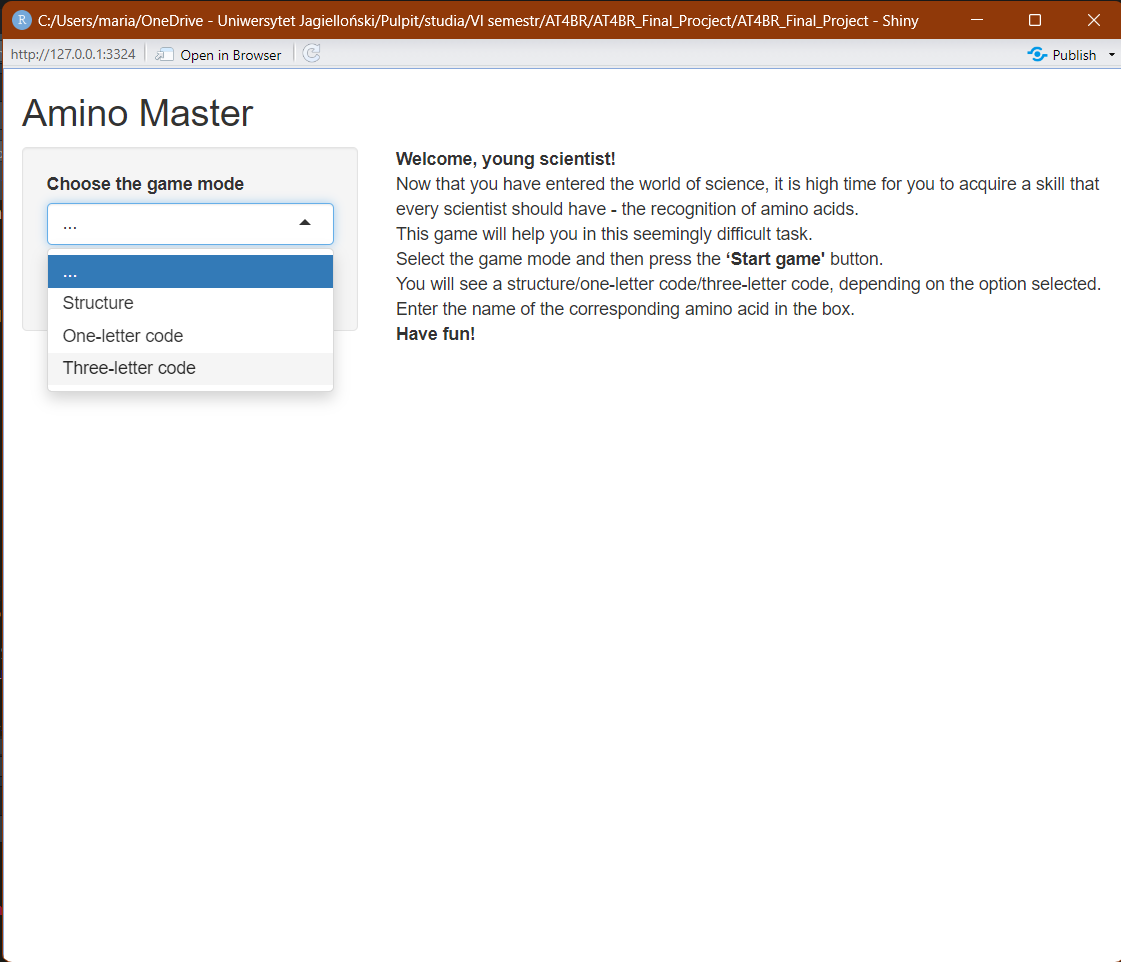 R C:/Users/maria/OneDrive - Uniwersytet Jagielloński/Pulpit/studia/VI semestr/AT4BR/AT4BR_Final_Procject/AT4BR_Final_Project - Shiny
http://127.0.0.1:3324 Open in Browser Publish
Amino Master
Choose the game mode
...
...
Structure
One-letter code
Three-letter code
Welcome, young scientist!
Now that you have entered the world of science, it is high time for you to acquire a skill that
every scientist should have - the recognition of amino acids.
This game will help you in this seemingly difficult task.
Select the game mode and then press the ‘Start game' button.
You will see a structure/one-letter code/three-letter code, depending on the option selected.
Enter the name of the corresponding amino acid in the box.
Have fun!